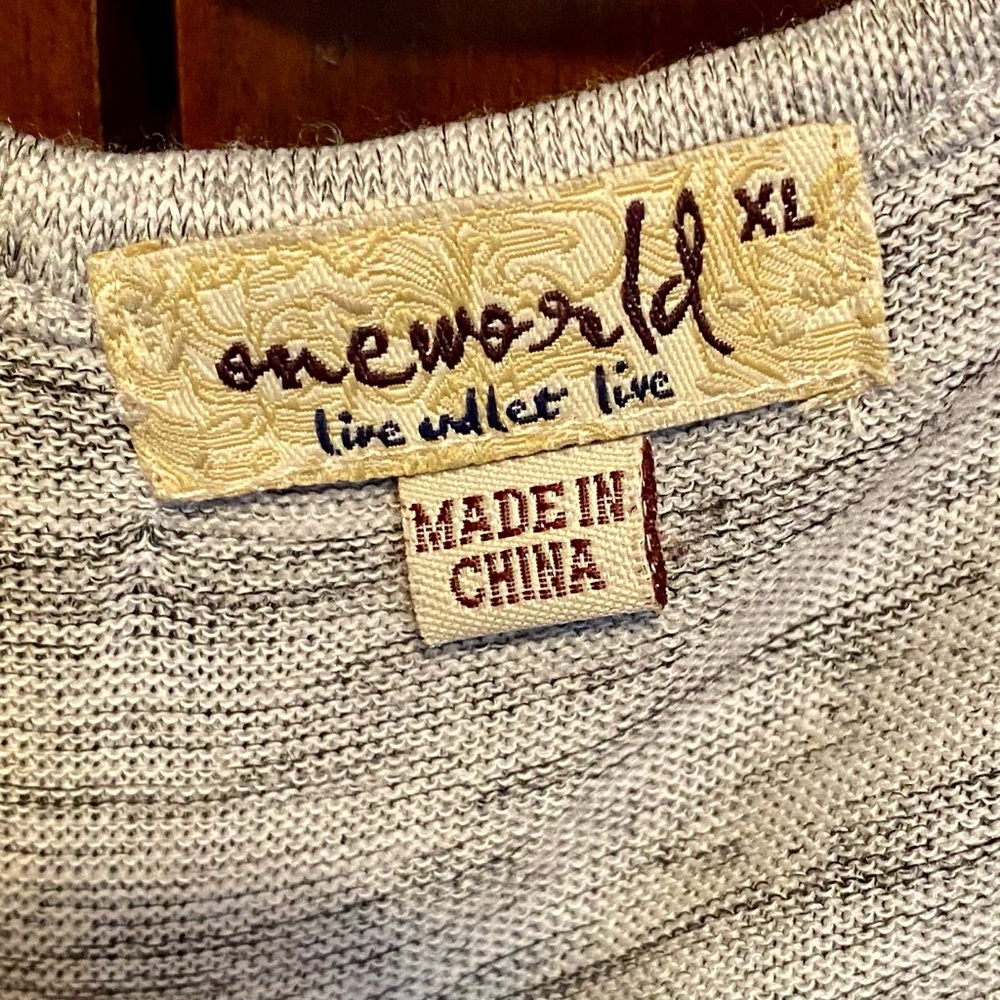 oneworld XL
live and let live
MADE IN
CHINA